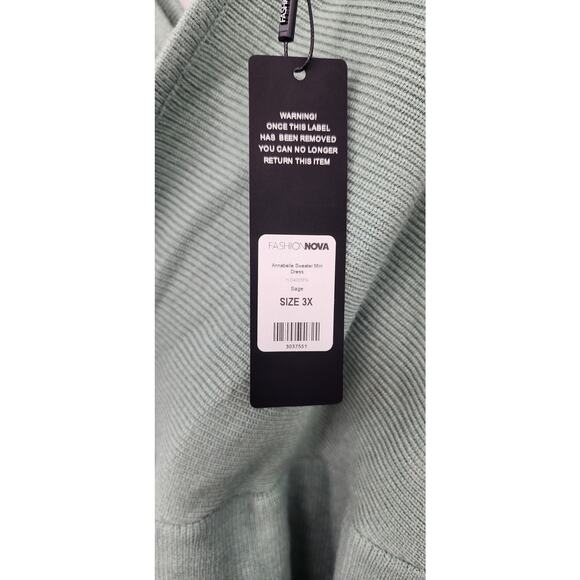 FASHI
WARNING!
ONCE THIS LABEL
HAS BEEN REMOVED
YOU CAN NO LONGER
RETURN THIS ITEM
FASHIONNOVA
Annabelle Sweater Mini
Dress
Sage
SIZE 3X
3037551